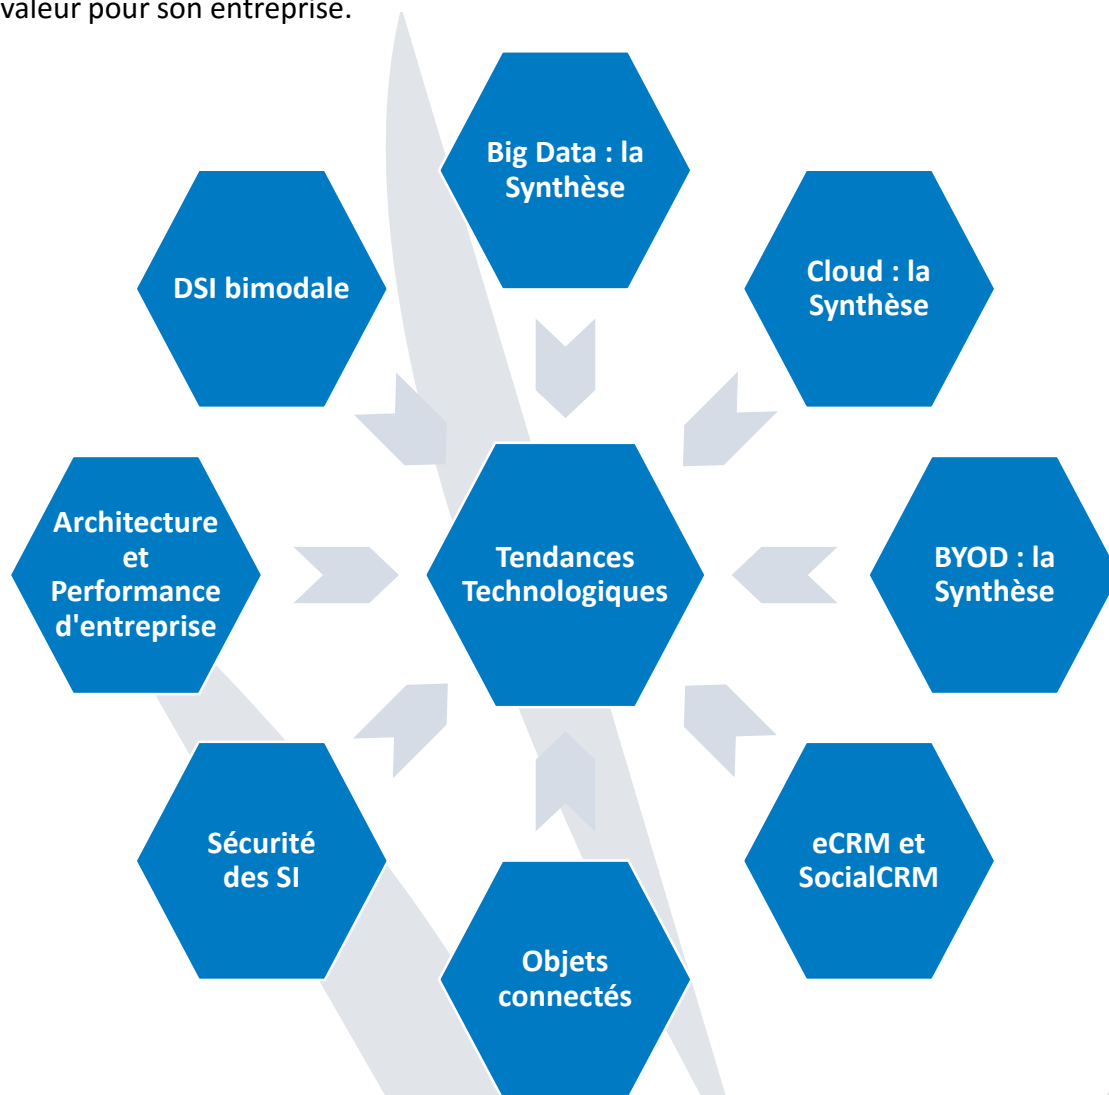 valeur pour son entreprise.
Big Data : la
Synthèse
DSI bimodale
Cloud : la
Synthèse
Architecture
et
Performance
d'entreprise
Tendances
Technologiques
BYOD : la
Synthèse
Sécurité
des SI
eCRM et
SocialCRM
Objets
connectés